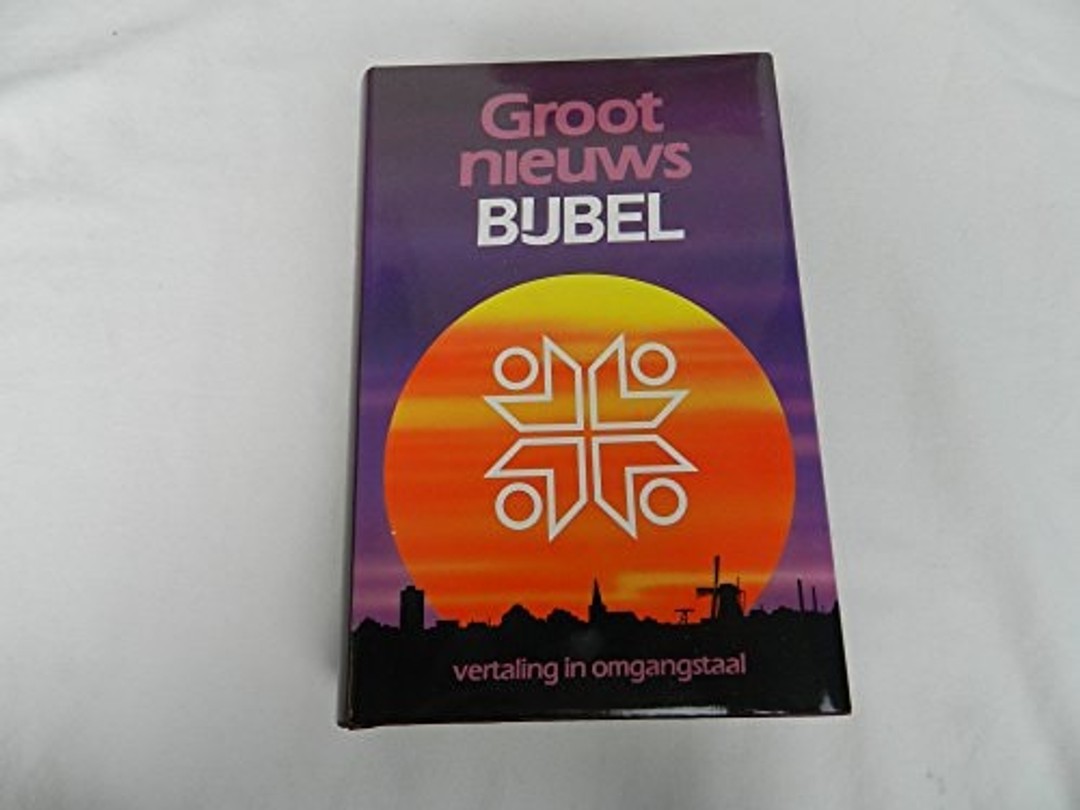 Groot
nieuws
BIJBEL
vertaling in omgangstaal